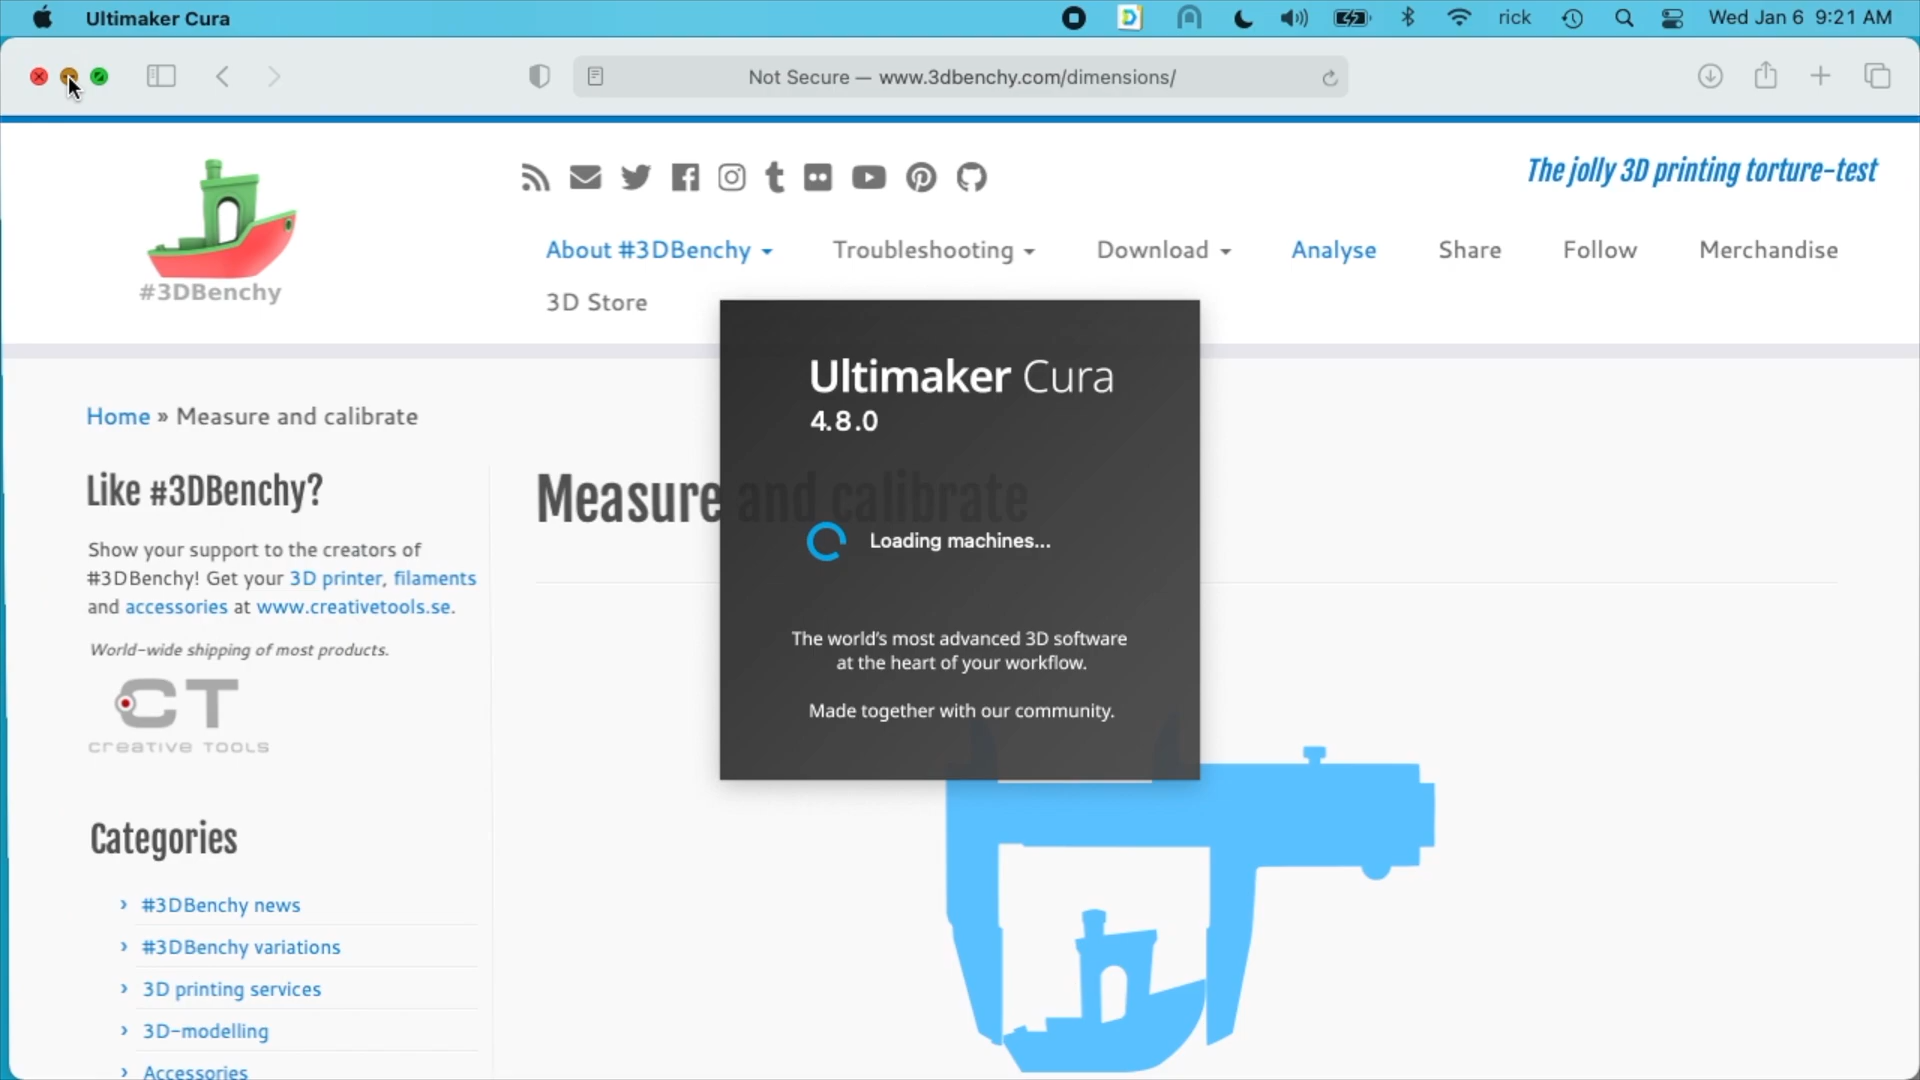 Ultimaker Cura
rick
Wed Jan 6 9:21 AM
Not Secure — www.3dbenchy.com/dimensions/
#3DBenchy
The jolly 3D printing torture-test
About #3DBenchy
Troubleshooting
Download
Analyse
Share
Follow
Merchandise
3D Store
Ultimaker Cura
4.8.0
Loading machines...
The world's most advanced 3D software
at the heart of your workflow.
Made together with our community.
Home » Measure and calibrate
Like #3DBenchy?
Show your support to the creators of
#3DBenchy! Get your 3D printer, filaments
and accessories at www.creativetools.se.
World-wide shipping of most products.
CT
CREATIVE TOOLS
Categories
#3DBenchy news
#3DBenchy variations
3D printing services
3D-modelling
Accessories
Measure and calibrate